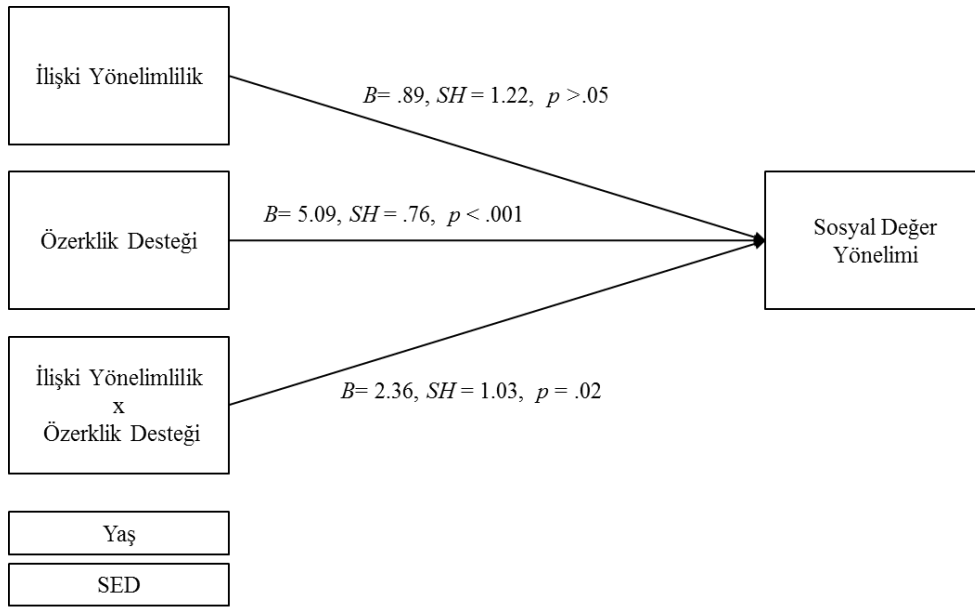 İlişki Yönelimlilik
B= .89, SH = 1.22, p >.05
Özerklik Desteği
B= 5.09, SH = .76, p < .001
Sosyal Değer
Yönelimi
İlişki Yönelimlilik
x
Özerklik Desteği
B= 2.36, SH = 1.03, p = .02
Yaş
SED